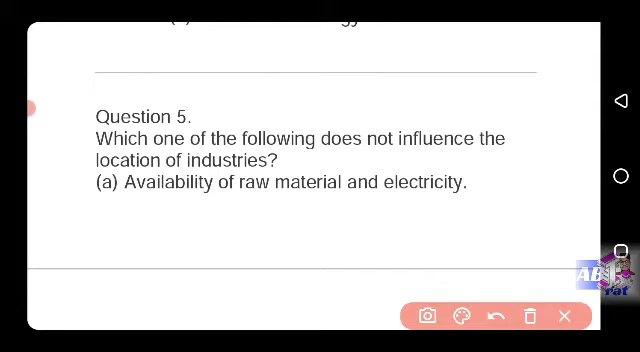 Question 5.
Which one of the following does not influence the
location of industries?
(a) Availability of raw material and electricity.